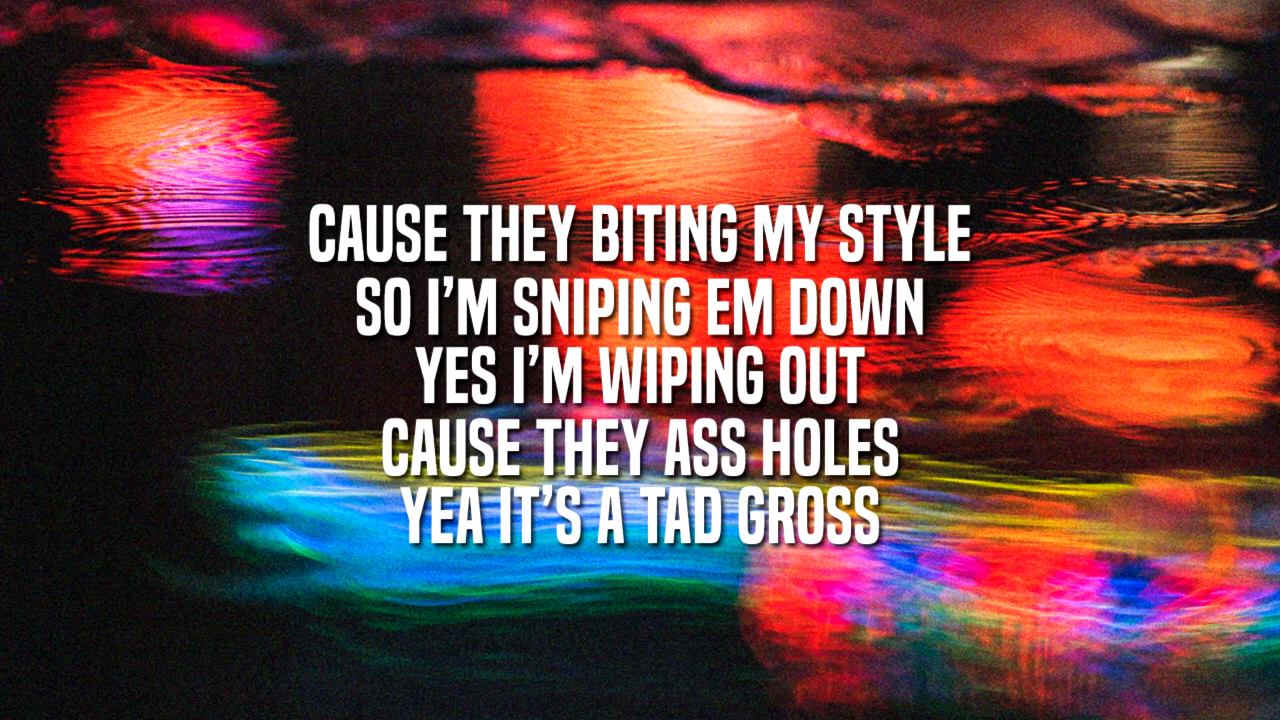 CAUSE THEY BITING MY STYLE
SO I'M SNIPING EM DOWN
YES I'M WIPING OUT
CAUSE THEY ASS HOLES
YEA IT'S A TAD GROSS